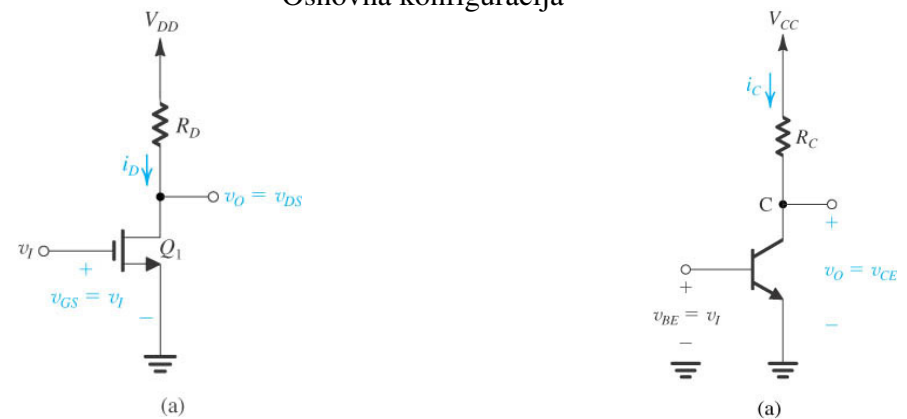 Osnovna konfiguracija
V_DD
R_D
i_D
v_O = v_DS
v_I
Q_1
+
v_GS = v_I
−
(a)
V_CC
i_C
R_C
C
+
v_O = v_CE
−
+
v_BE = v_I
−
(a)